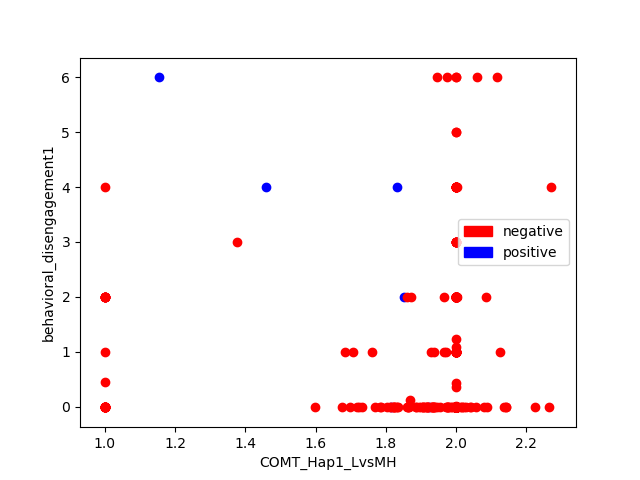 6
5
4
3
2
1
0
behavioral_disengagement1
negative
positive
1.0 1.2 1.4 1.6 1.8 2.0 2.2
COMT_Hap1_LvsMH